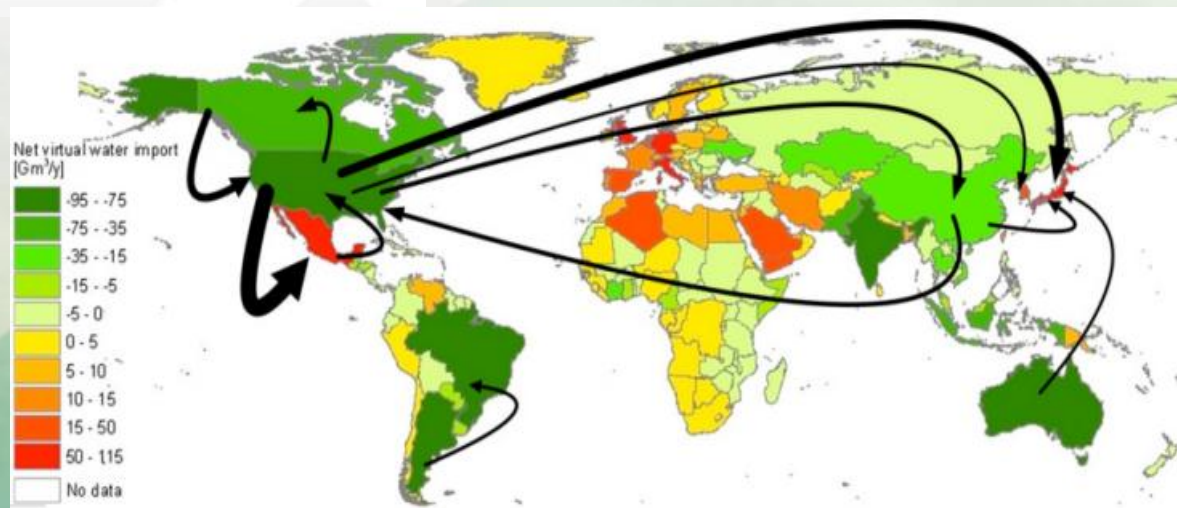 Net virtual water import
[Gm³/y]
-95 - -75
-75 - -35
-35 - -15
-15 - -5
-5 - 0
0 - 5
5 - 10
10 - 15
15 - 50
50 - 115
No data